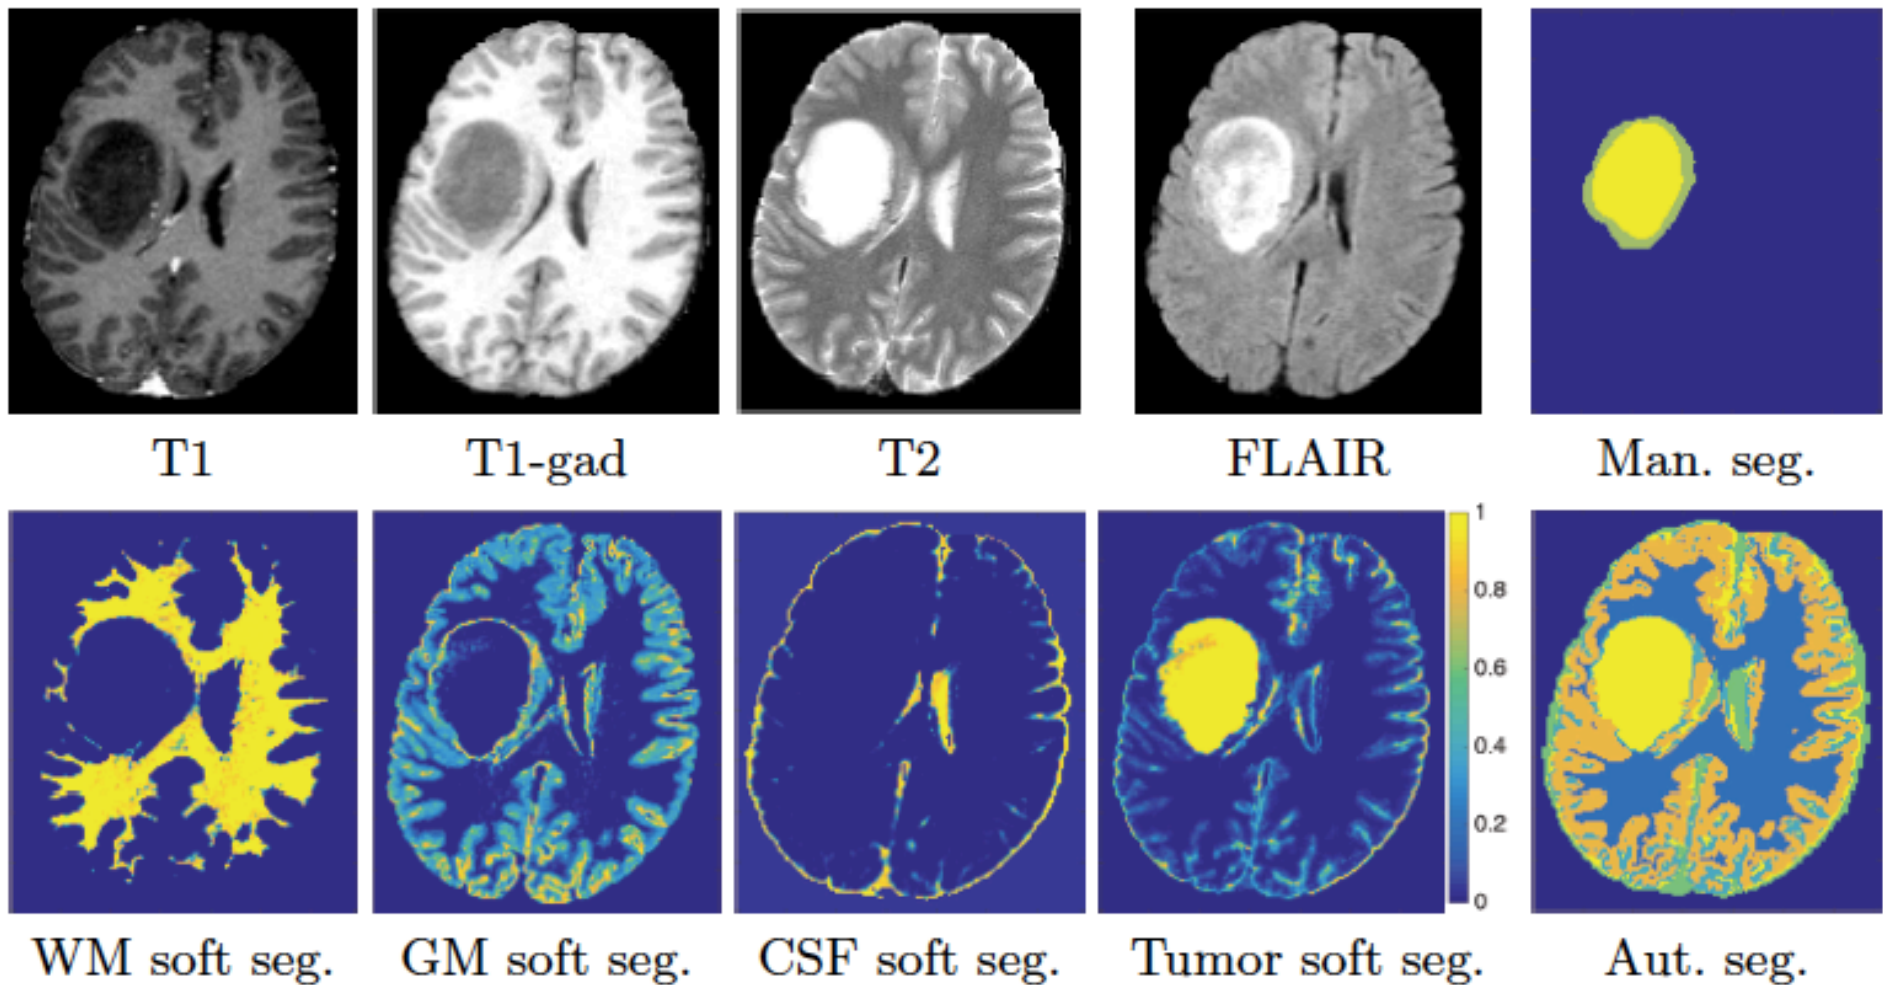 T1
T1-gad
T2
FLAIR
Man. seg.
1
0.8
0.6
0.4
0.2
0
WM soft seg.
GM soft seg.
CSF soft seg.
Tumor soft seg.
Aut. seg.